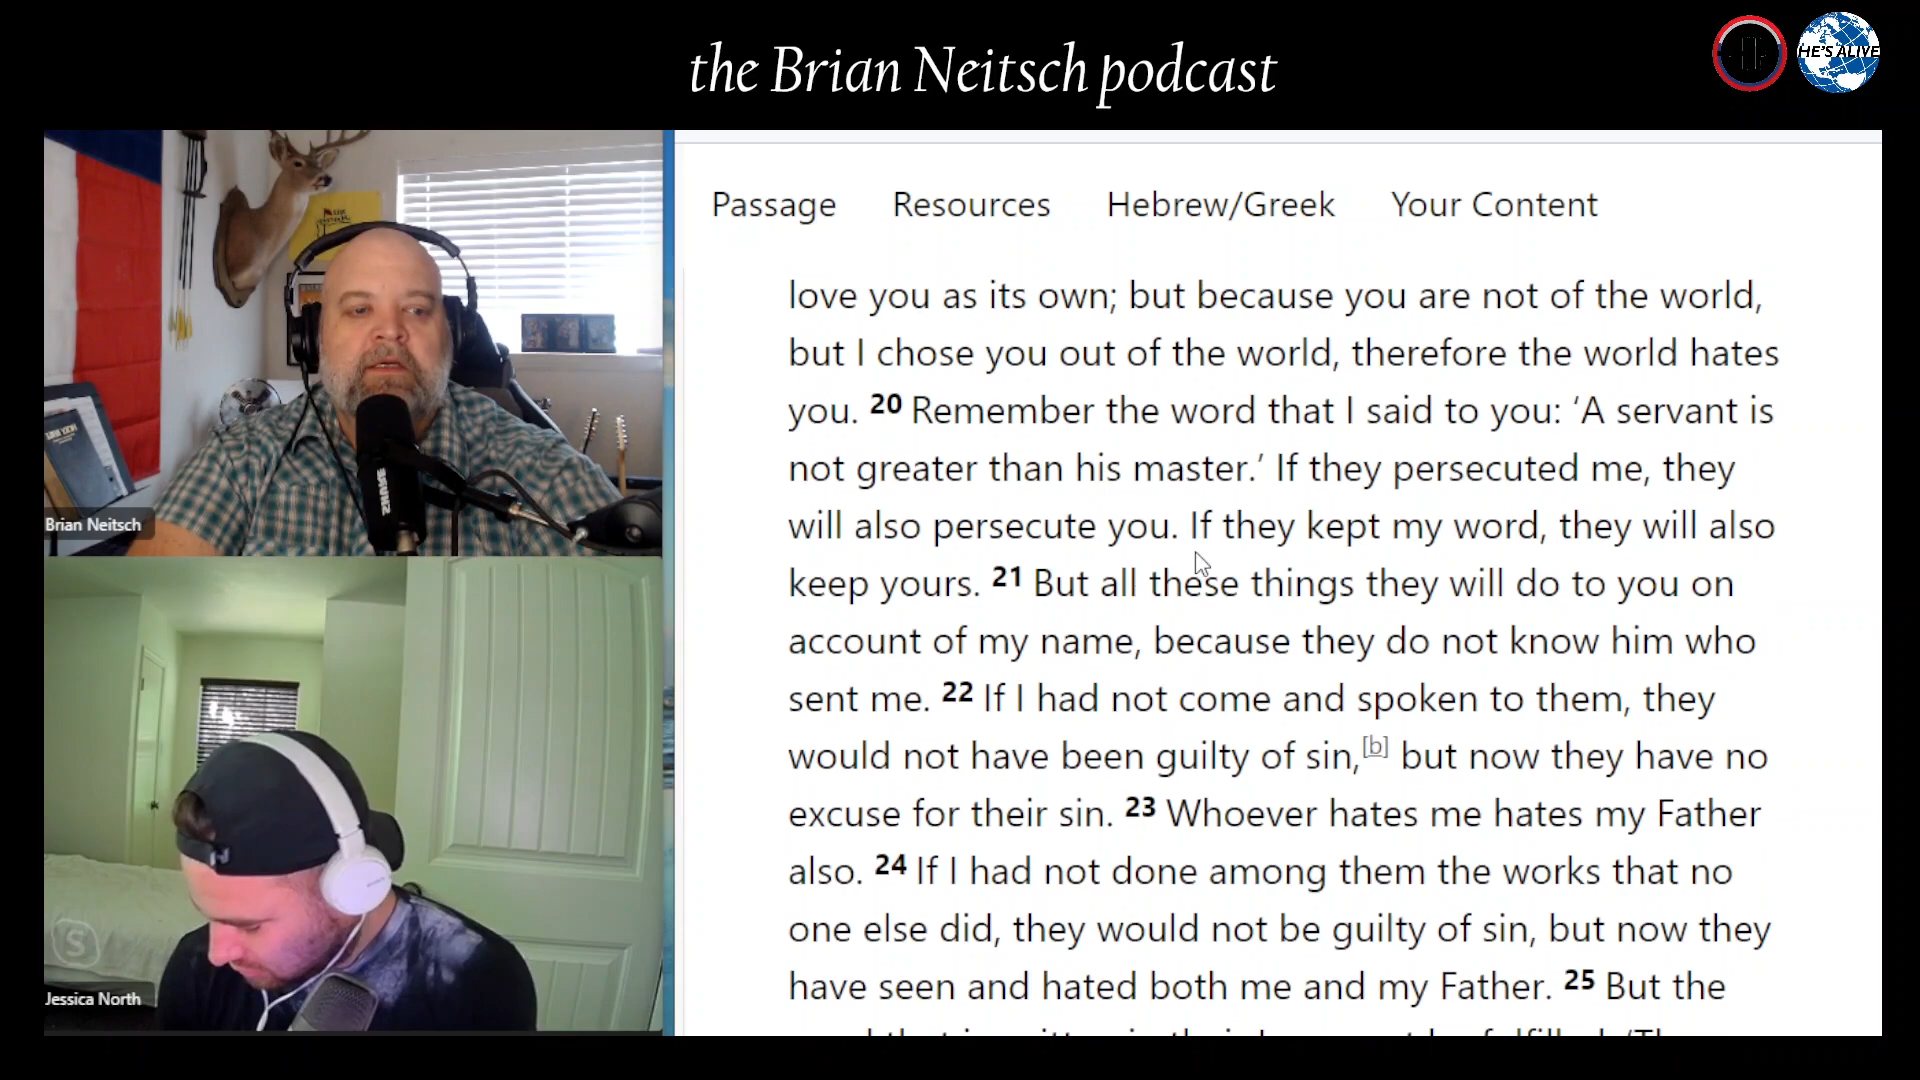 the Brian Neitsch podcast
HE'S ALIVE
Passage Resources Hebrew/Greek Your Content
love you as its own; but because you are not of the world,
but I chose you out of the world, therefore the world hates
you. 20 Remember the word that I said to you: ‘A servant is
not greater than his master.’ If they persecuted me, they
will also persecute you. If they kept my word, they will also
keep yours. 21 But all these things they will do to you on
account of my name, because they do not know him who
sent me. 22 If I had not come and spoken to them, they
would not have been guilty of sin,[b] but now they have no
excuse for their sin. 23 Whoever hates me hates my Father
also. 24 If I had not done among them the works that no
one else did, they would not be guilty of sin, but now they
have seen and hated both me and my Father. 25 But the
Brian Neitsch
Jessica North
S